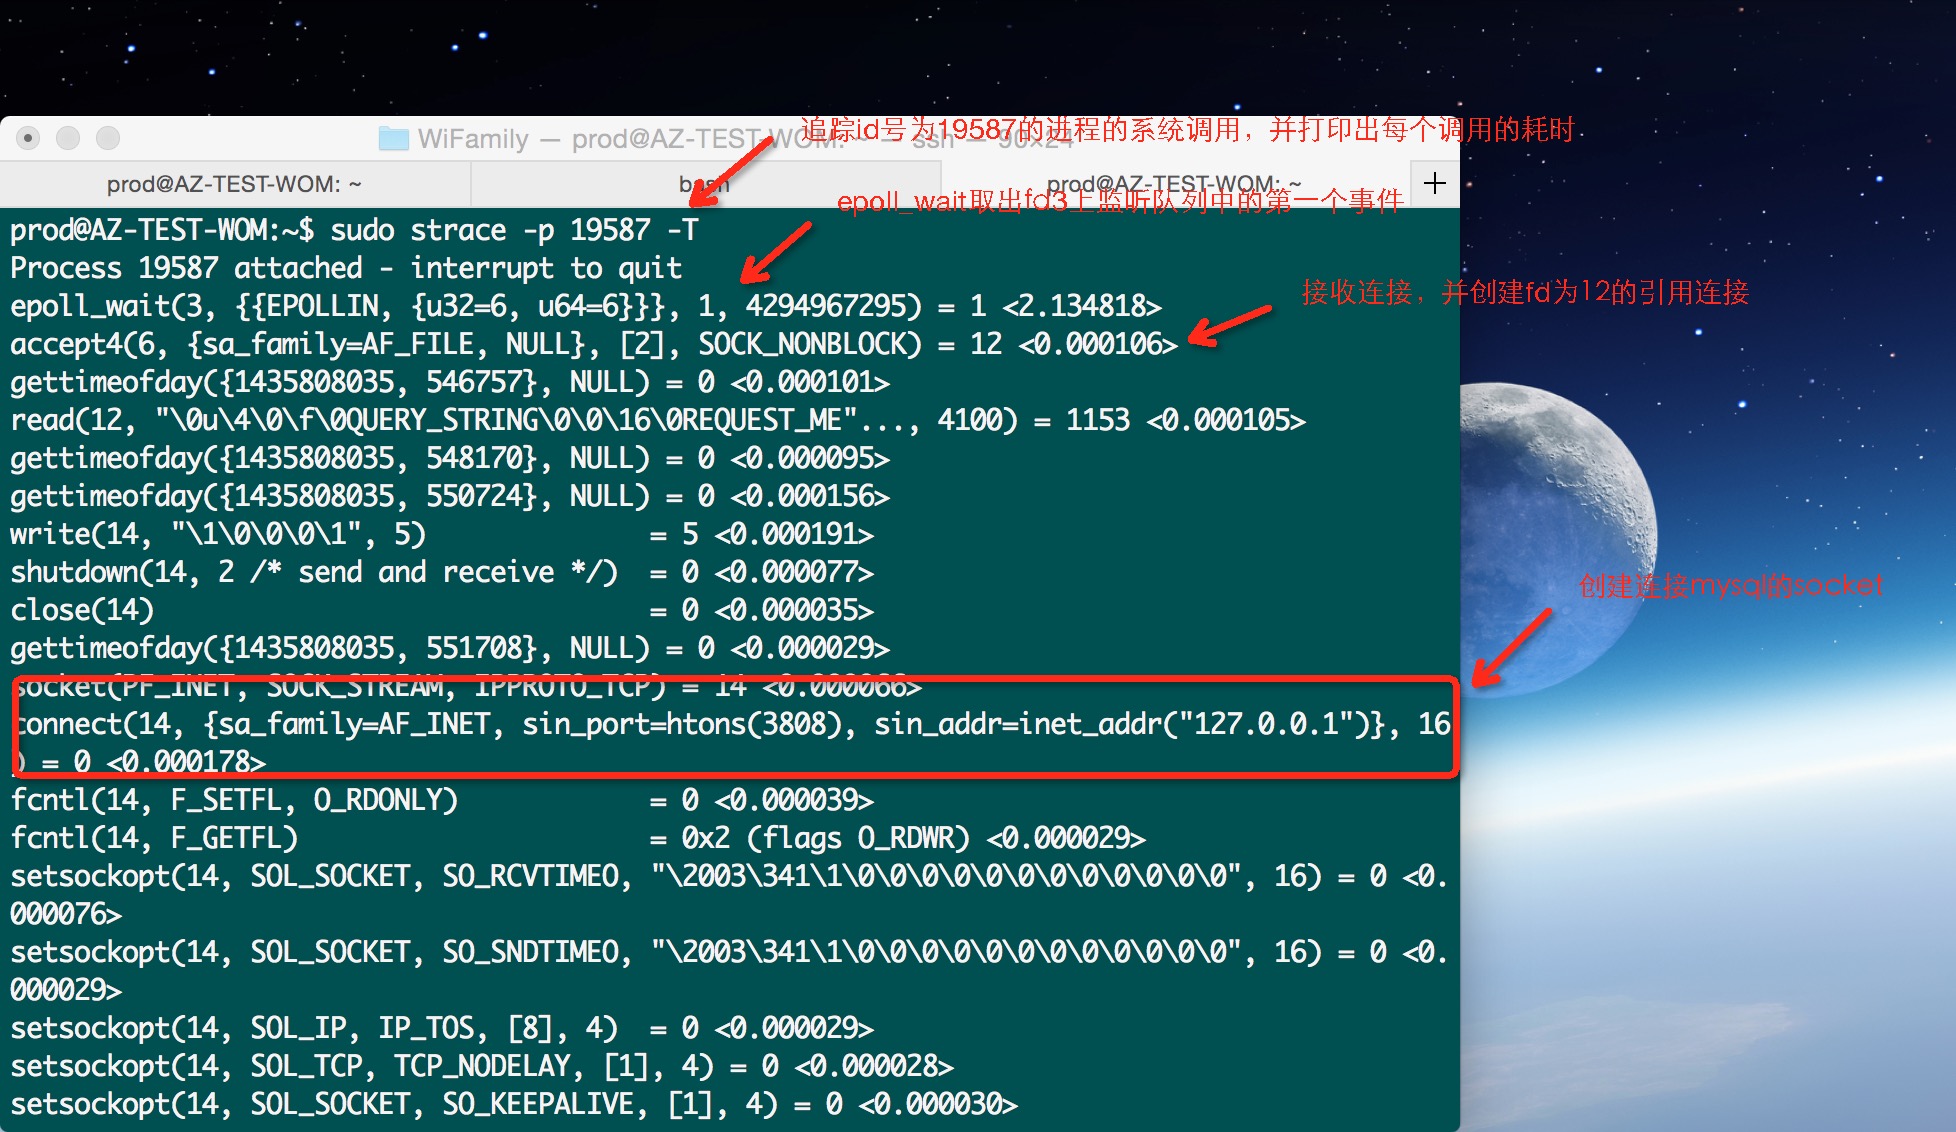 追踪id号为19587的进程的系统调用，并打印出每个调用的耗时
WiFamily — prod@AZ-TEST-WOM: ~ — ssh — 90×24
prod@AZ-TEST-WOM: ~
bash
prod@AZ-TEST-WOM: ~
+
epoll_wait取出fd3上监听队列中的第一个事件
prod@AZ-TEST-WOM:~$ sudo strace -p 19587 -T
Process 19587 attached - interrupt to quit
epoll_wait(3, {{EPOLLIN, {u32=6, u64=6}}}, 1, 4294967295) = 1 <2.134818>
接收连接，并创建fd为12的引用连接
accept4(6, {sa_family=AF_FILE, NULL}, [2], SOCK_NONBLOCK) = 12 <0.000106>
gettimeofday({1435808035, 546757}, NULL) = 0 <0.000101>
read(12, "\0u\4\0\f\0QUERY_STRING\0\0\16\0REQUEST_ME"..., 4100) = 1153 <0.000105>
gettimeofday({1435808035, 548170}, NULL) = 0 <0.000095>
gettimeofday({1435808035, 550724}, NULL) = 0 <0.000156>
write(14, "\1\0\0\0\1", 5)              = 5 <0.000191>
shutdown(14, 2 /* send and receive */)  = 0 <0.000077>
创建连接mysql的socket
close(14)                               = 0 <0.000035>
gettimeofday({1435808035, 551708}, NULL) = 0 <0.000029>
socket(PF_INET, SOCK_STREAM, IPPROTO_TCP) = 14 <0.000066>
connect(14, {sa_family=AF_INET, sin_port=htons(3808), sin_addr=inet_addr("127.0.0.1")}, 16
) = 0 <0.000178>
fcntl(14, F_SETFL, O_RDONLY)            = 0 <0.000039>
fcntl(14, F_GETFL)                      = 0x2 (flags O_RDWR) <0.000029>
setsockopt(14, SOL_SOCKET, SO_RCVTIMEO, "\2003\341\1\0\0\0\0\0\0\0\0\0\0\0\0", 16) = 0 <0.
000076>
setsockopt(14, SOL_SOCKET, SO_SNDTIMEO, "\2003\341\1\0\0\0\0\0\0\0\0\0\0\0\0", 16) = 0 <0.
000029>
setsockopt(14, SOL_IP, IP_TOS, [8], 4)  = 0 <0.000029>
setsockopt(14, SOL_TCP, TCP_NODELAY, [1], 4) = 0 <0.000028>
setsockopt(14, SOL_SOCKET, SO_KEEPALIVE, [1], 4) = 0 <0.000030>